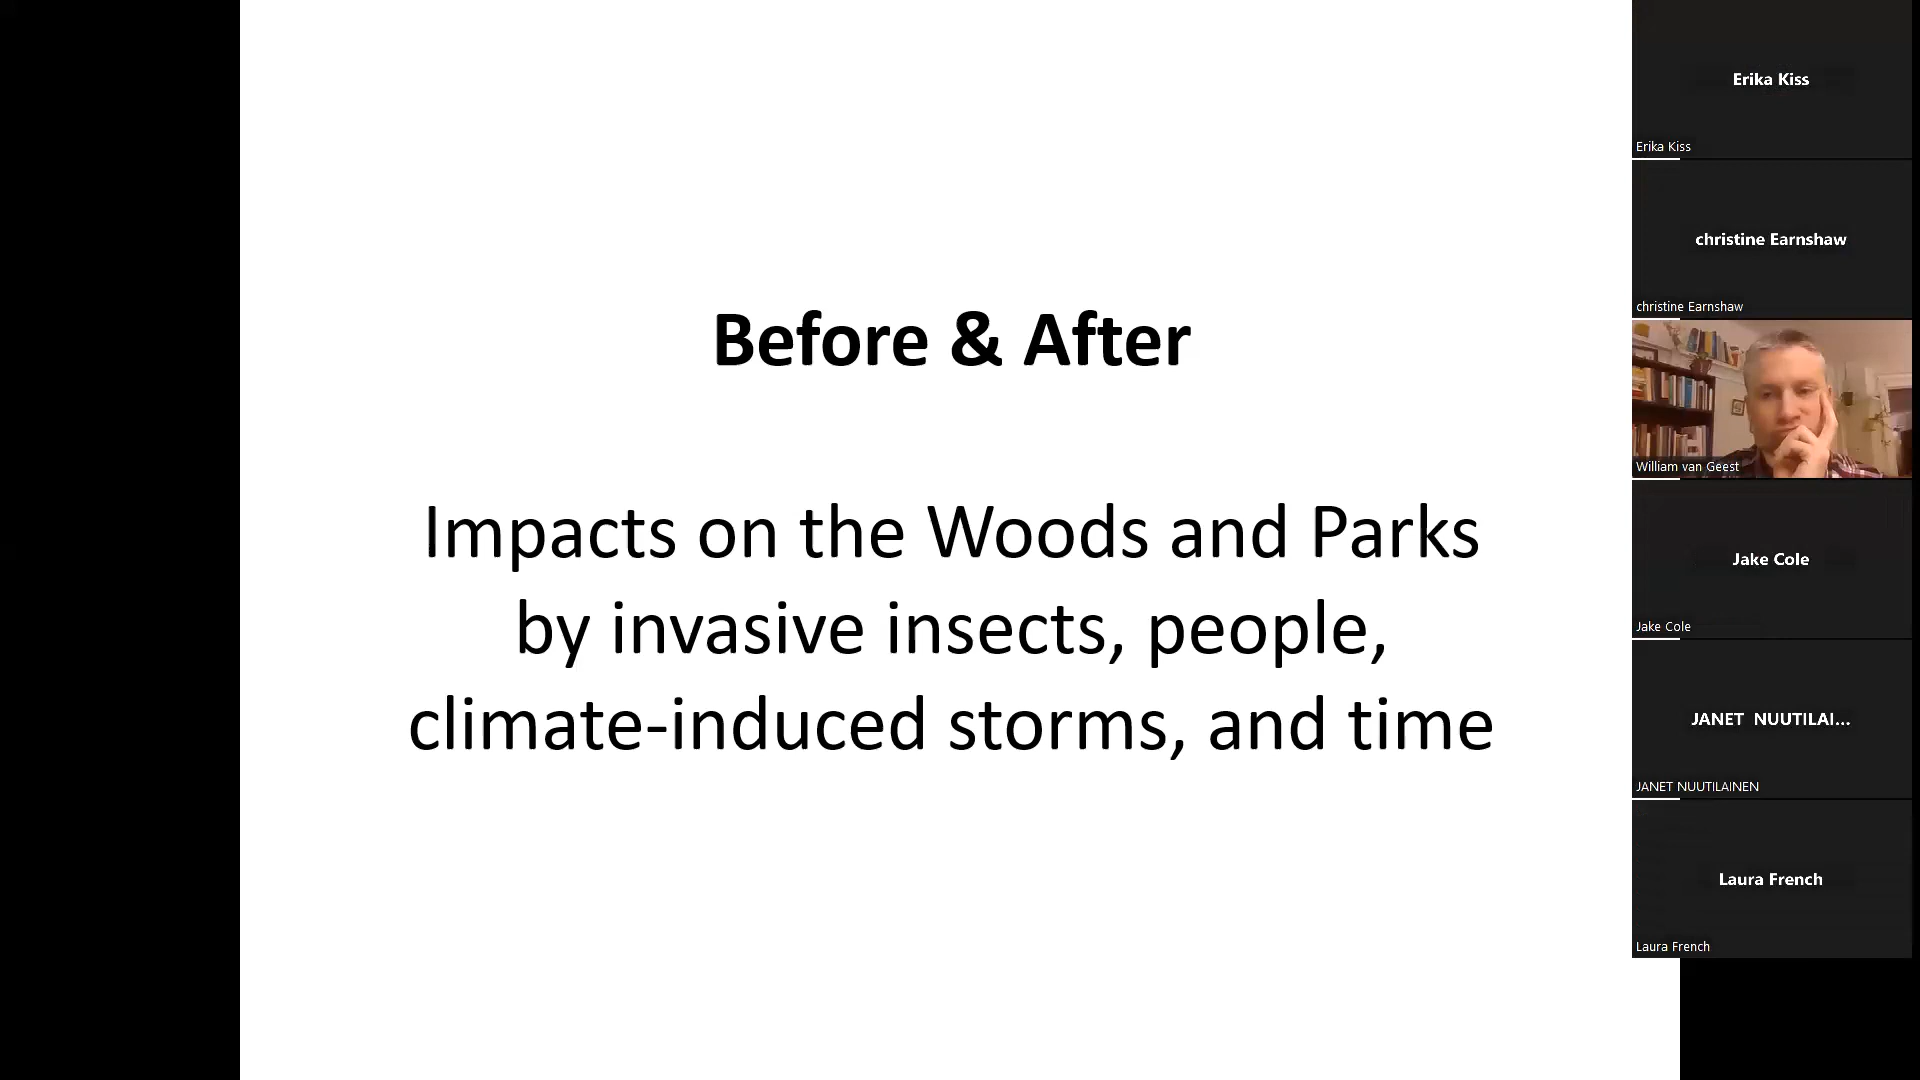 Before & After
Impacts on the Woods and Parks
by invasive insects, people,
climate-induced storms, and time
Erika Kiss
Erika Kiss
christine Earnshaw
christine Earnshaw
William van Geest
Jake Cole
Jake Cole
JANET NUUTILAI...
JANET NUUTILAINEN
Laura French
Laura French